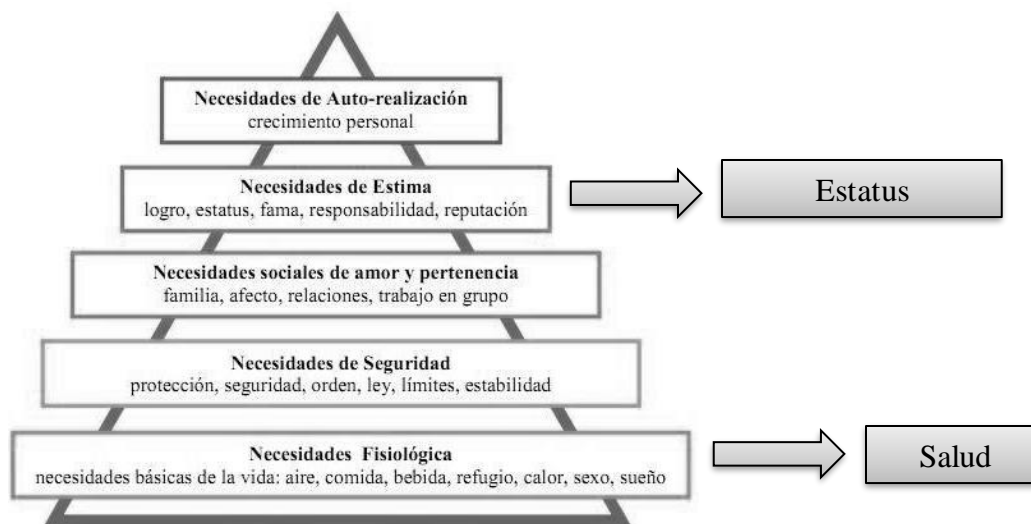 Necesidades de Auto-realización
crecimiento personal
Necesidades de Estima
logro, estatus, fama, responsabilidad, reputación
Estatus
Necesidades sociales de amor y pertenencia
familia, afecto, relaciones, trabajo en grupo
Necesidades de Seguridad
protección, seguridad, orden, ley, límites, estabilidad
Necesidades Fisiológica
necesidades básicas de la vida: aire, comida, bebida, refugio, calor, sexo, sueño
Salud